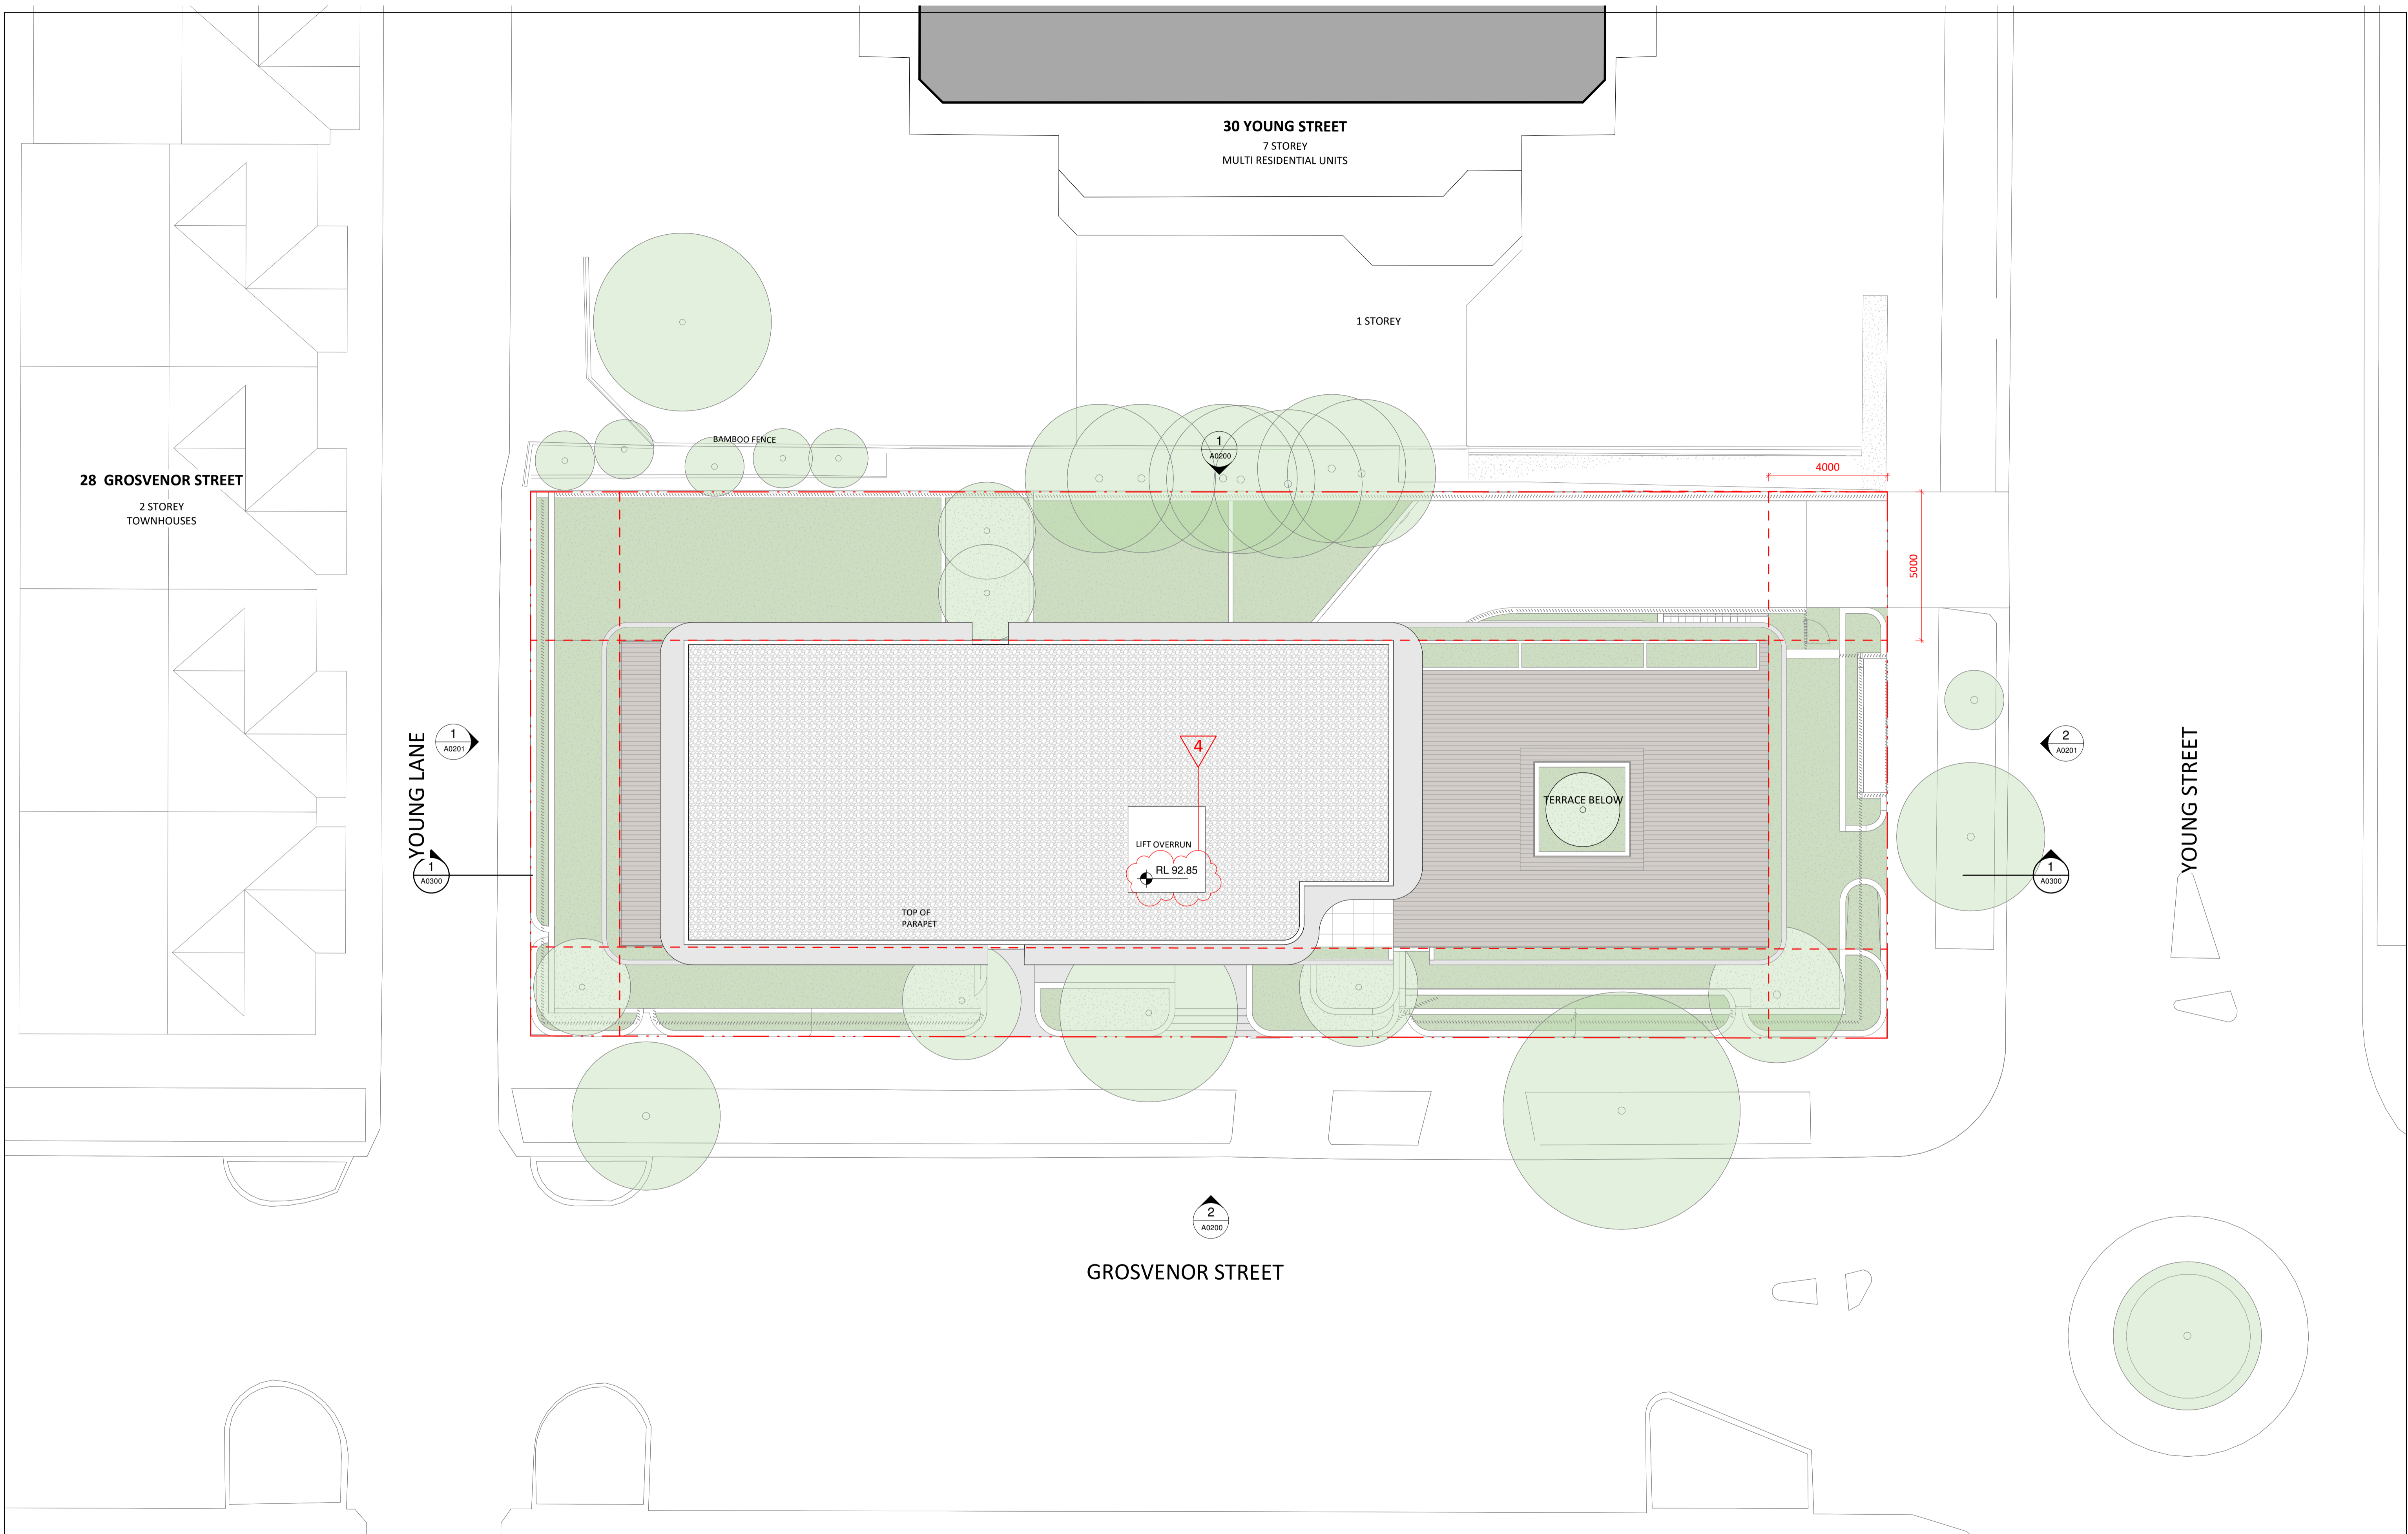 30 YOUNG STREET
7 STOREY
MULTI RESIDENTIAL UNITS
1 STOREY
BAMBOO FENCE
1
A0200
4000
28 GROSVENOR STREET
2 STOREY
TOWNHOUSES
5000
YOUNG LANE
1
A0201
4
2
A0201
YOUNG STREET
TERRACE BELOW
LIFT OVERRUN
RL 92.85
1
A0300
1
A0300
TOP OF
PARAPET
2
A0200
GROSVENOR STREET